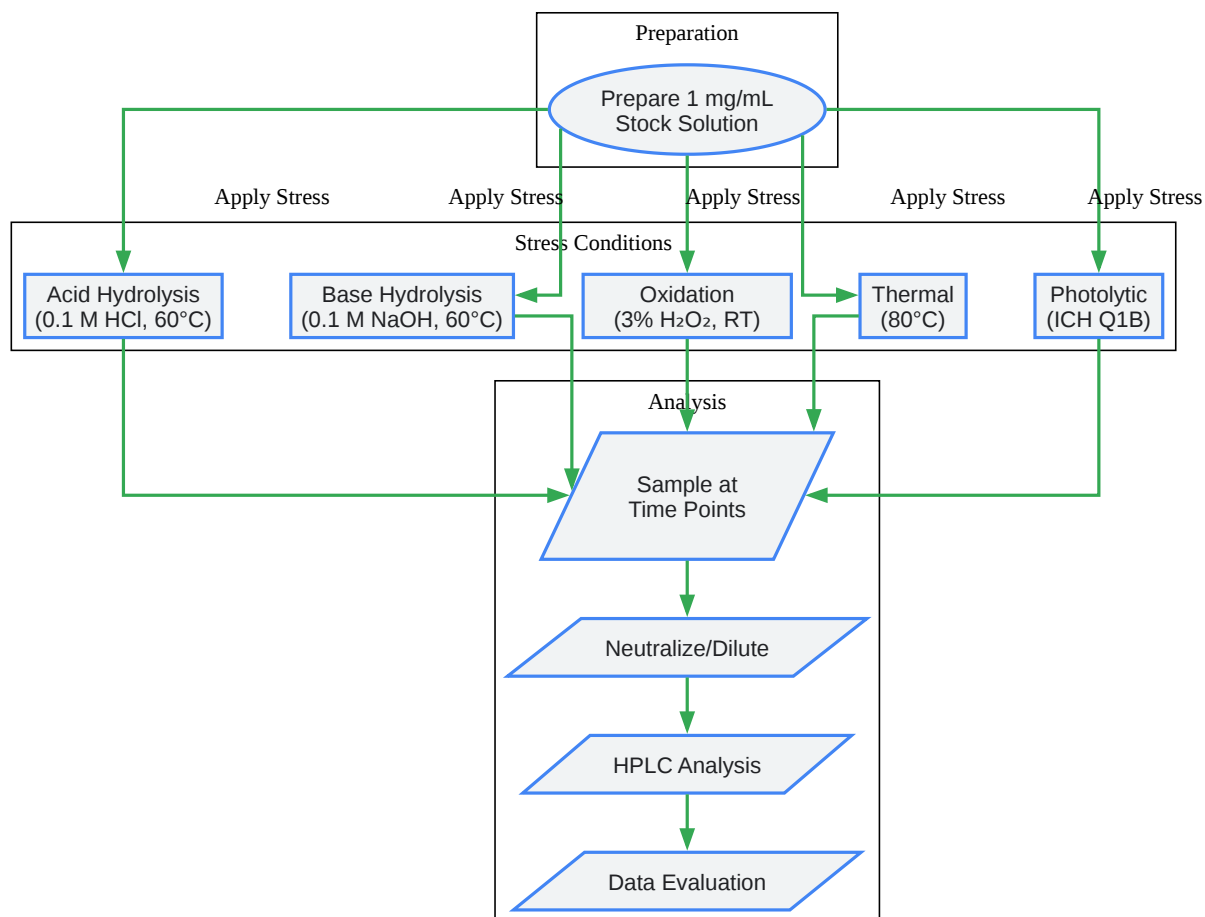 Preparation
Prepare 1 mg/mL
Stock Solution
Apply Stress
Apply Stress
Apply Stress
Apply Stress
Apply Stress
Stress Conditions
Acid Hydrolysis
(0.1 M HCl, 60°C)
Base Hydrolysis
(0.1 M NaOH, 60°C)
Oxidation
(3% H₂O₂, RT)
Thermal
(80°C)
Photolytic
(ICH Q1B)
Analysis
Sample at
Time Points
Neutralize/Dilute
HPLC Analysis
Data Evaluation